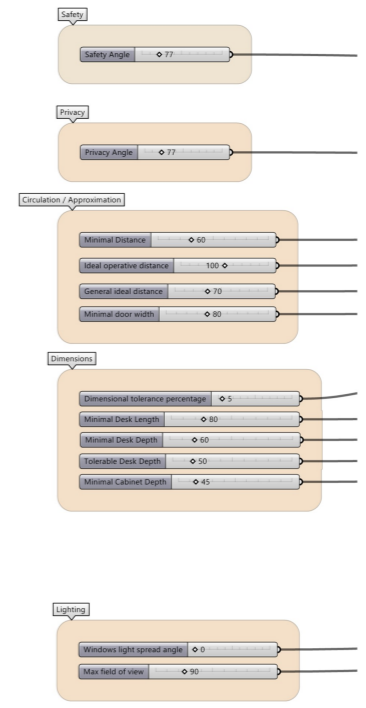 Safety
Safety Angle 77
Privacy
Privacy Angle 77
Circulation / Approximation
Minimal Distance 60
Ideal operative distance 100
General ideal distance 70
Minimal door width 80
Dimensions
Dimensional tolerance percentage 5
Minimal Desk Length 80
Minimal Desk Depth 60
Tolerable Desk Depth 50
Minimal Cabinet Depth 45
Lighting
Windows light spread angle 0
Max field of view 90